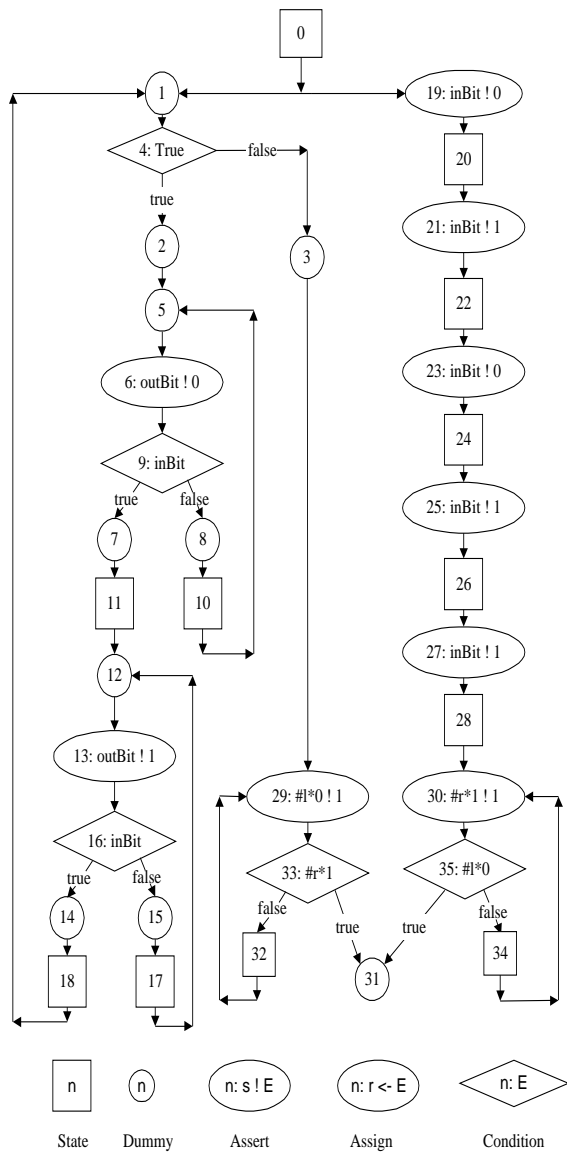 0
1
19: inBit ! 0
4: True
false
20
true
21: inBit ! 1
2
3
5
22
6: outBit ! 0
23: inBit ! 0
9: inBit
24
true
false
25: inBit ! 1
7
8
11
10
26
27: inBit ! 1
12
28
13: outBit ! 1
29: #l*0 ! 1
30: #r*1 ! 1
16: inBit
33: #r*1
35: #l*0
true
false
false
true
true
false
14
15
32
31
34
18
17
n
n
n: s ! E
n: r <- E
n: E
State
Dummy
Assert
Assign
Condition